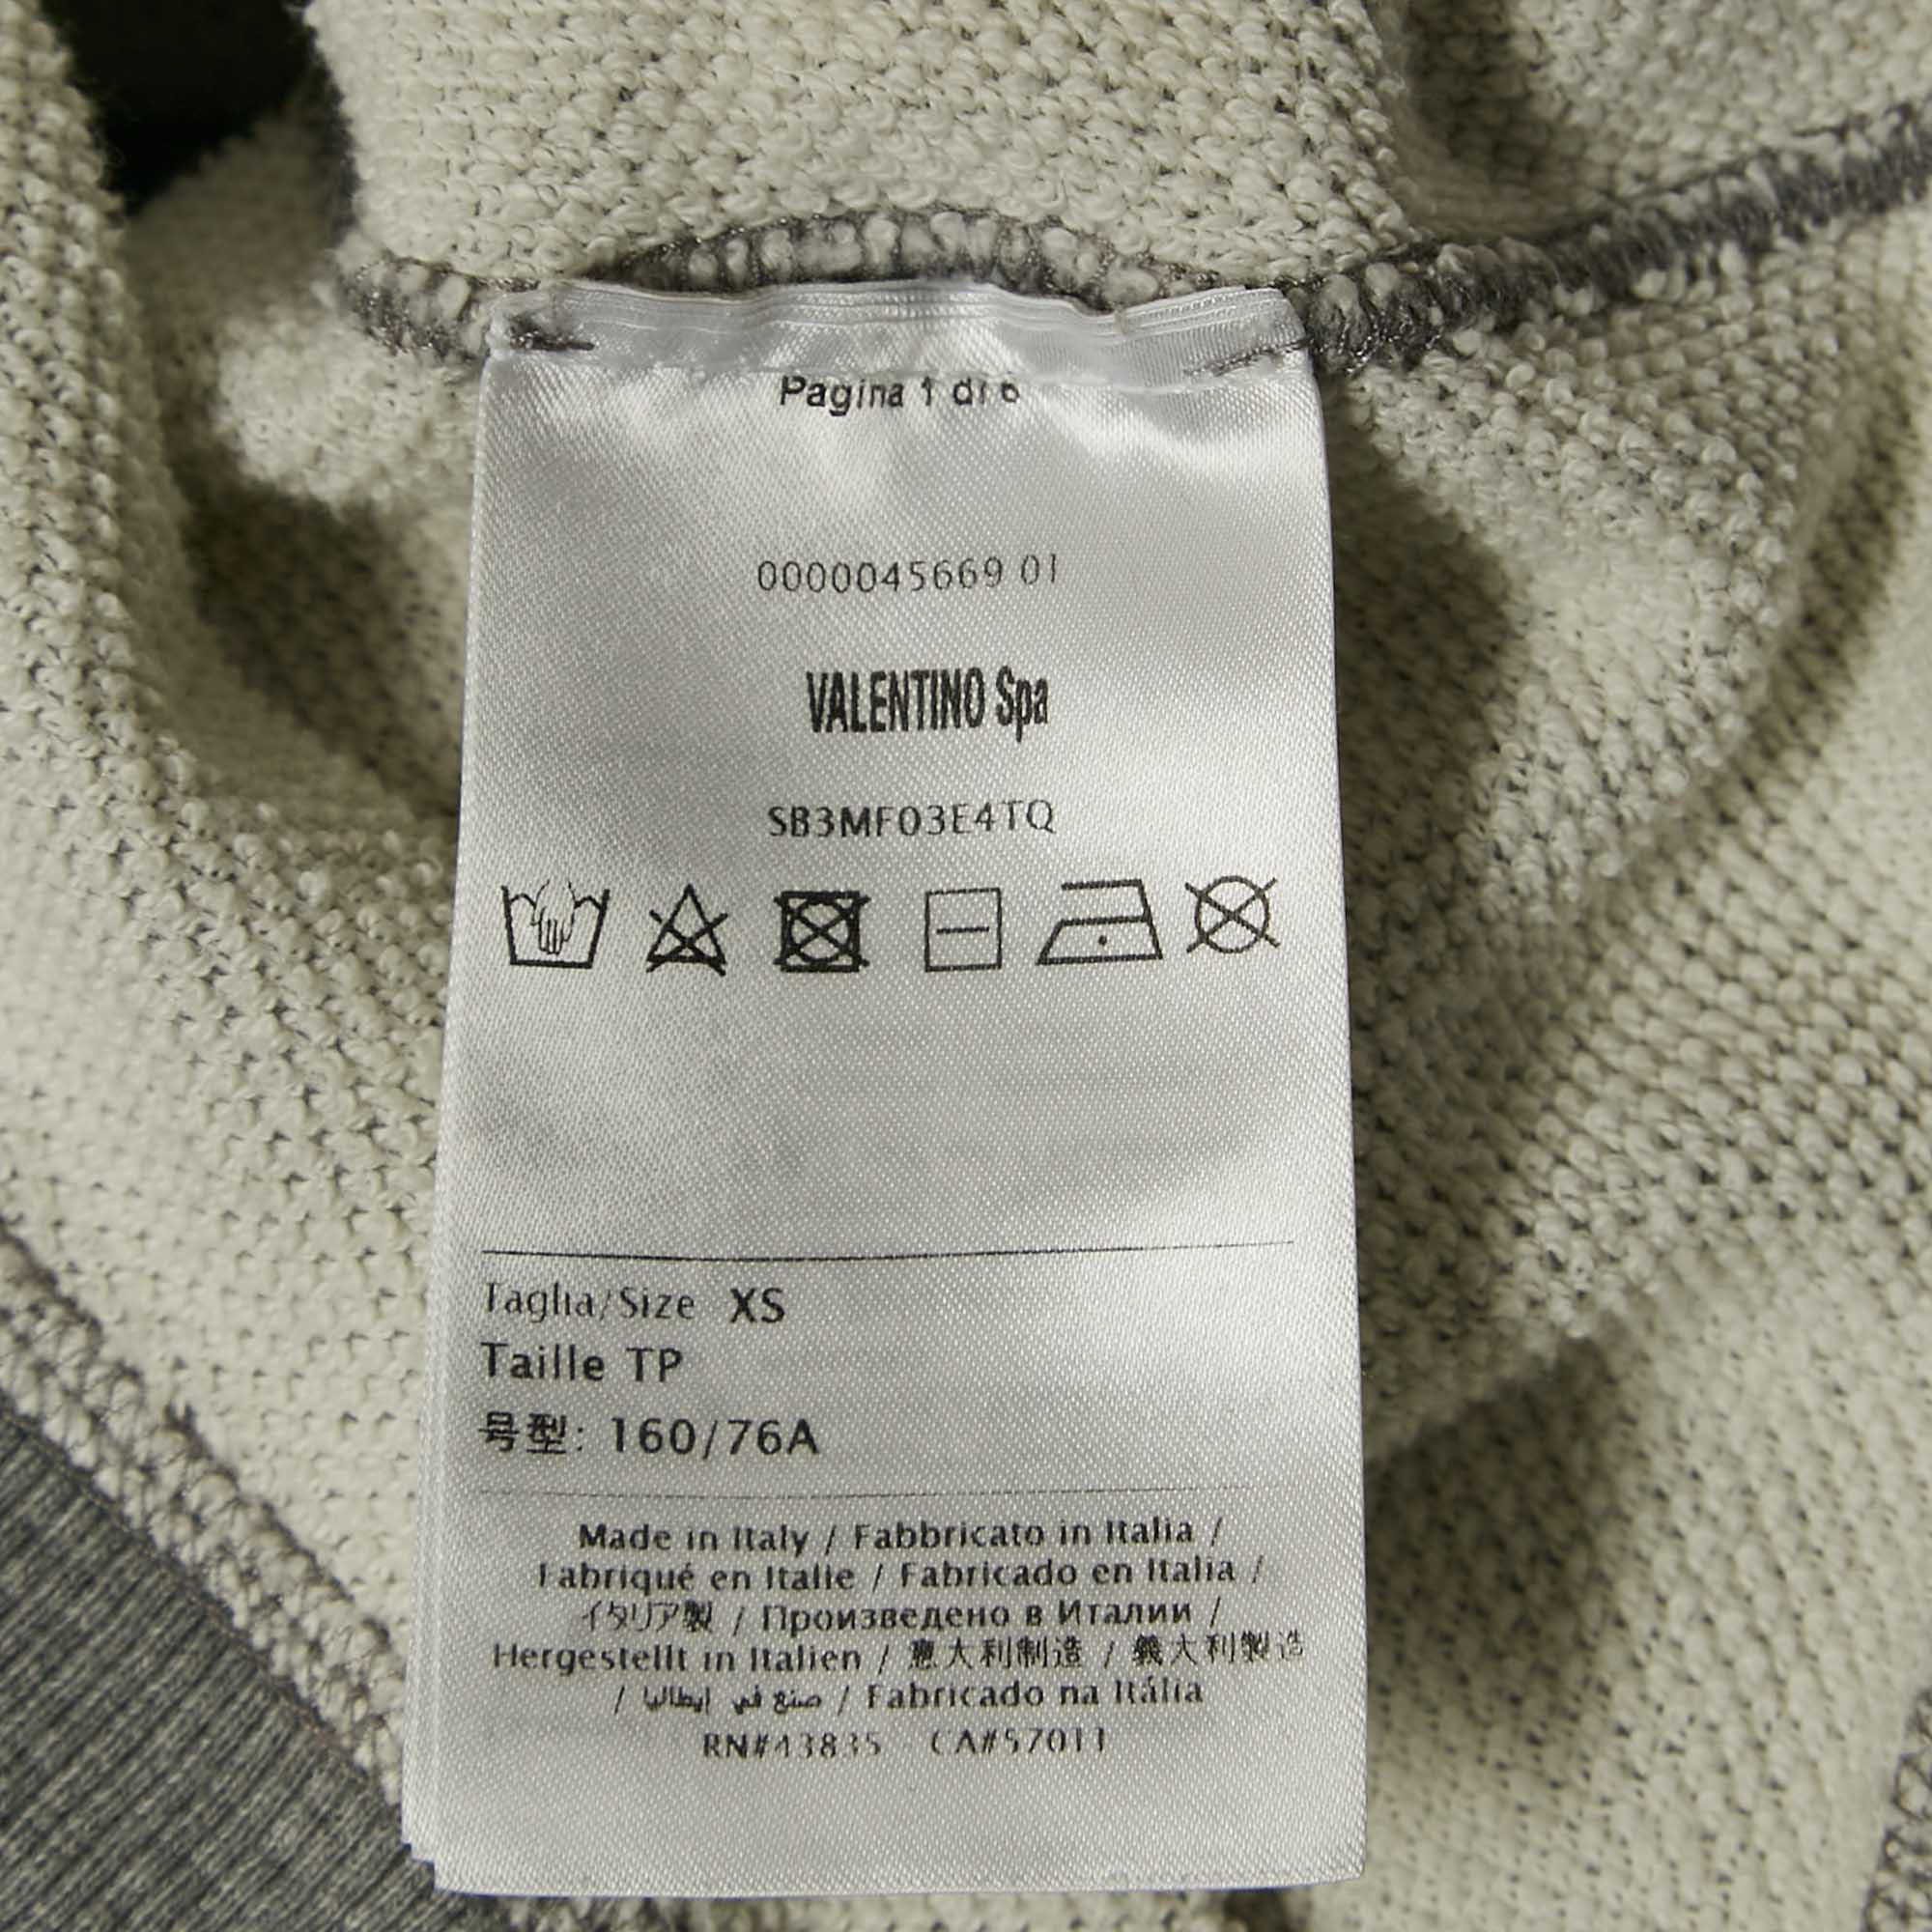 Pagina 1 di 6
0000045669 01
VALENTINO Spa
SB3MF03E4TQ
Taglia/Size XS
Taille TP
号型: 160/76A
Made in Italy / Fabbricato in Italia /
Fabriqué en Italie / Fabricado en Italia /
イタリア製 / Произведено в Италии /
Hergestellt in Italien / 意大利制造 / 義大利製造
/ صنع في إيطاليا / Fabricado na Itália
RN#43835 CA#57011